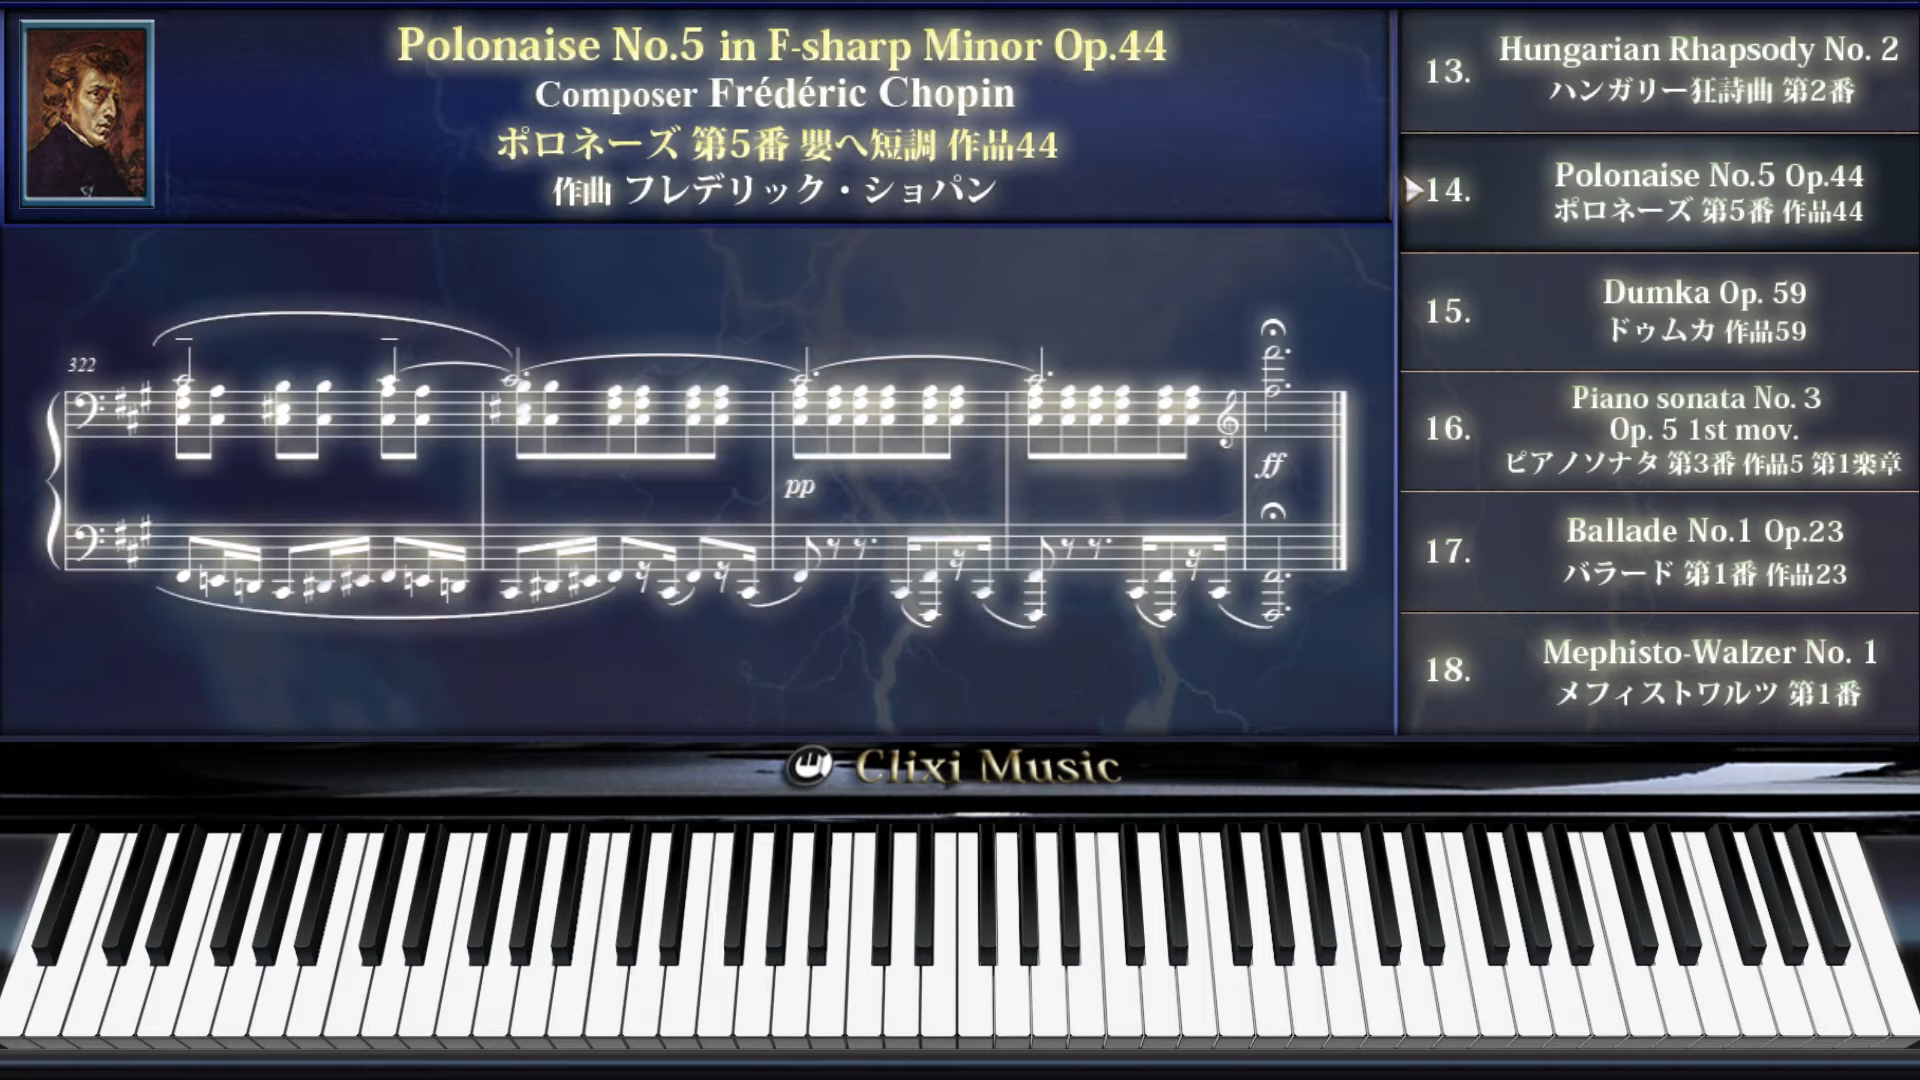 Polonaise No.5 in F-sharp Minor Op.44
Composer Frédéric Chopin
ポロネーズ 第5番 嬰ヘ短調 作品44
作曲 フレデリック・ショパン
322
pp
ff
13. Hungarian Rhapsody No. 2
ハンガリー狂詩曲 第2番
14. Polonaise No.5 Op.44
ポロネーズ 第5番 作品44
15. Dumka Op. 59
ドゥムカ 作品59
16. Piano sonata No. 3
Op. 5 1st mov.
ピアノソナタ 第3番 作品5 第1楽章
17. Ballade No.1 Op.23
バラード 第1番 作品23
18. Mephisto-Walzer No. 1
メフィストワルツ 第1番
Clixi Music